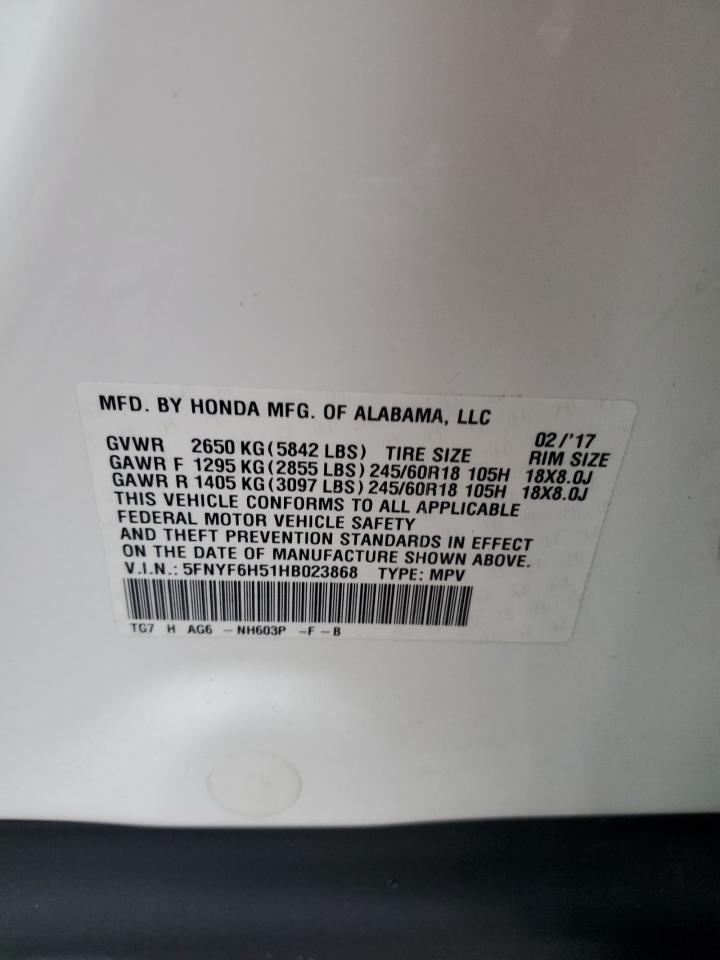 MFD. BY HONDA MFG. OF ALABAMA, LLC 02/'17
GVWR 2650 KG(5842 LBS) TIRE SIZE RIM SIZE
GAWR F 1295 KG(2855 LBS)245/60R18 105H 18X8.0J
GAWR R 1405 KG(3097 LBS)245/60R18 105H 18X8.0J
THIS VEHICLE CONFORMS TO ALL APPLICABLE
FEDERAL MOTOR VEHICLE SAFETY
AND THEFT PREVENTION STANDARDS IN EFFECT
ON THE DATE OF MANUFACTURE SHOWN ABOVE.
V.I.N.: 5FNYF6H51HB023868 TYPE: MPV
TG7 H AG6 -NH603P -F-B